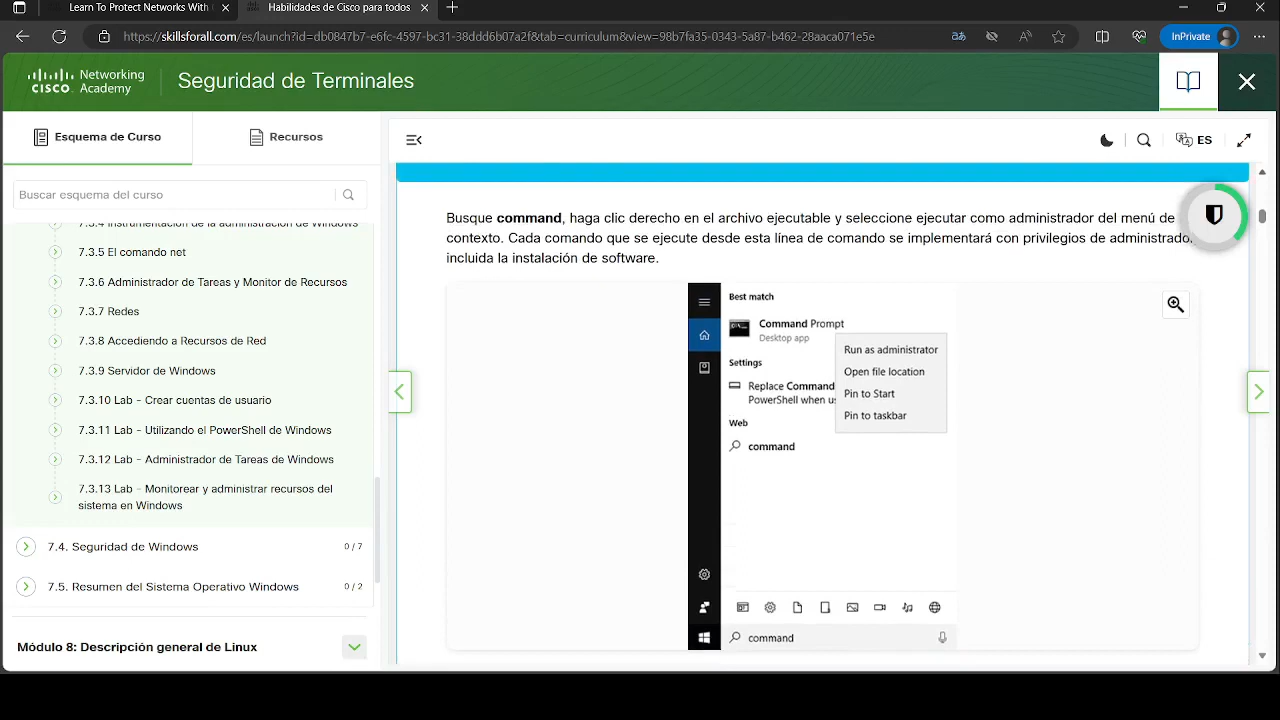 Learn To Protect Networks With
Habilidades de Cisco para todos
https://skillsforall.com/es/launch?id=db0847b7-e6fc-4597-bc31-38ddd6b07a2f&tab=curriculum&view=98b7fa35-0343-5a87-b462-28aaca071e5e
InPrivate
CISCO Networking Academy
Seguridad de Terminales
Esquema de Curso
Recursos
ES
Buscar esquema del curso
7.3.4 Instrumentación de la administración de Windows
7.3.5 El comando net
7.3.6 Administrador de Tareas y Monitor de Recursos
7.3.7 Redes
7.3.8 Accediendo a Recursos de Red
7.3.9 Servidor de Windows
7.3.10 Lab - Crear cuentas de usuario
7.3.11 Lab - Utilizando el PowerShell de Windows
7.3.12 Lab - Administrador de Tareas de Windows
7.3.13 Lab - Monitorear y administrar recursos del
sistema en Windows
7.4. Seguridad de Windows 0 / 7
7.5. Resumen del Sistema Operativo Windows 0 / 2
Módulo 8: Descripción general de Linux
Busque command, haga clic derecho en el archivo ejecutable y seleccione ejecutar como administrador del menú de
contexto. Cada comando que se ejecute desde esta línea de comando se implementará con privilegios de administrador,
incluida la instalación de software.
Best match
Command Prompt
Desktop app
Run as administrator
Open file location
Pin to Start
Pin to taskbar
Settings
Replace Command
PowerShell when us
Web
command
command